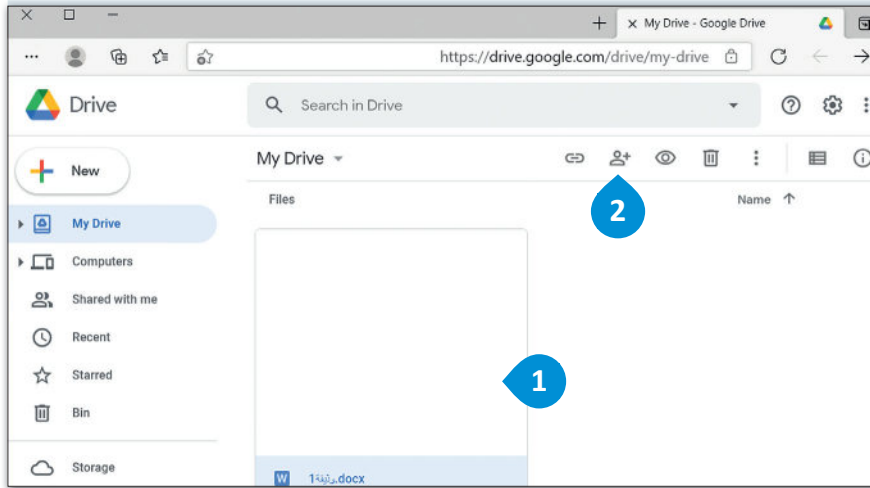 My Drive - Google Drive
https://drive.google.com/drive/my-drive
Drive
Search in Drive
New
My Drive
Files
Name
2
My Drive
Computers
Shared with me
Recent
Starred
Bin
Storage
1
وثيقة1.docx